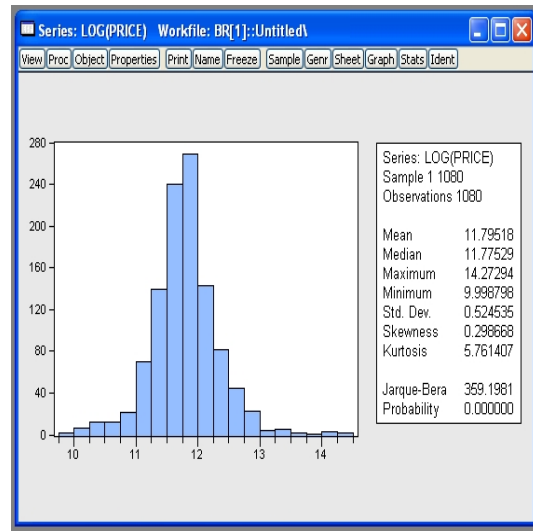 Series: LOG(PRICE) Workfile: BR[1]::Untitled\
View Proc Object Properties Print Name Freeze Sample Genr Sheet Graph Stats Ident
280
240
200
160
120
80
40
0
10 11 12 13 14
Series: LOG(PRICE)
Sample 1 1080
Observations 1080
Mean 11.79518
Median 11.77529
Maximum 14.27294
Minimum 9.998798
Std. Dev. 0.524535
Skewness 0.298668
Kurtosis 5.761407
Jarque-Bera 359.1981
Probability 0.000000